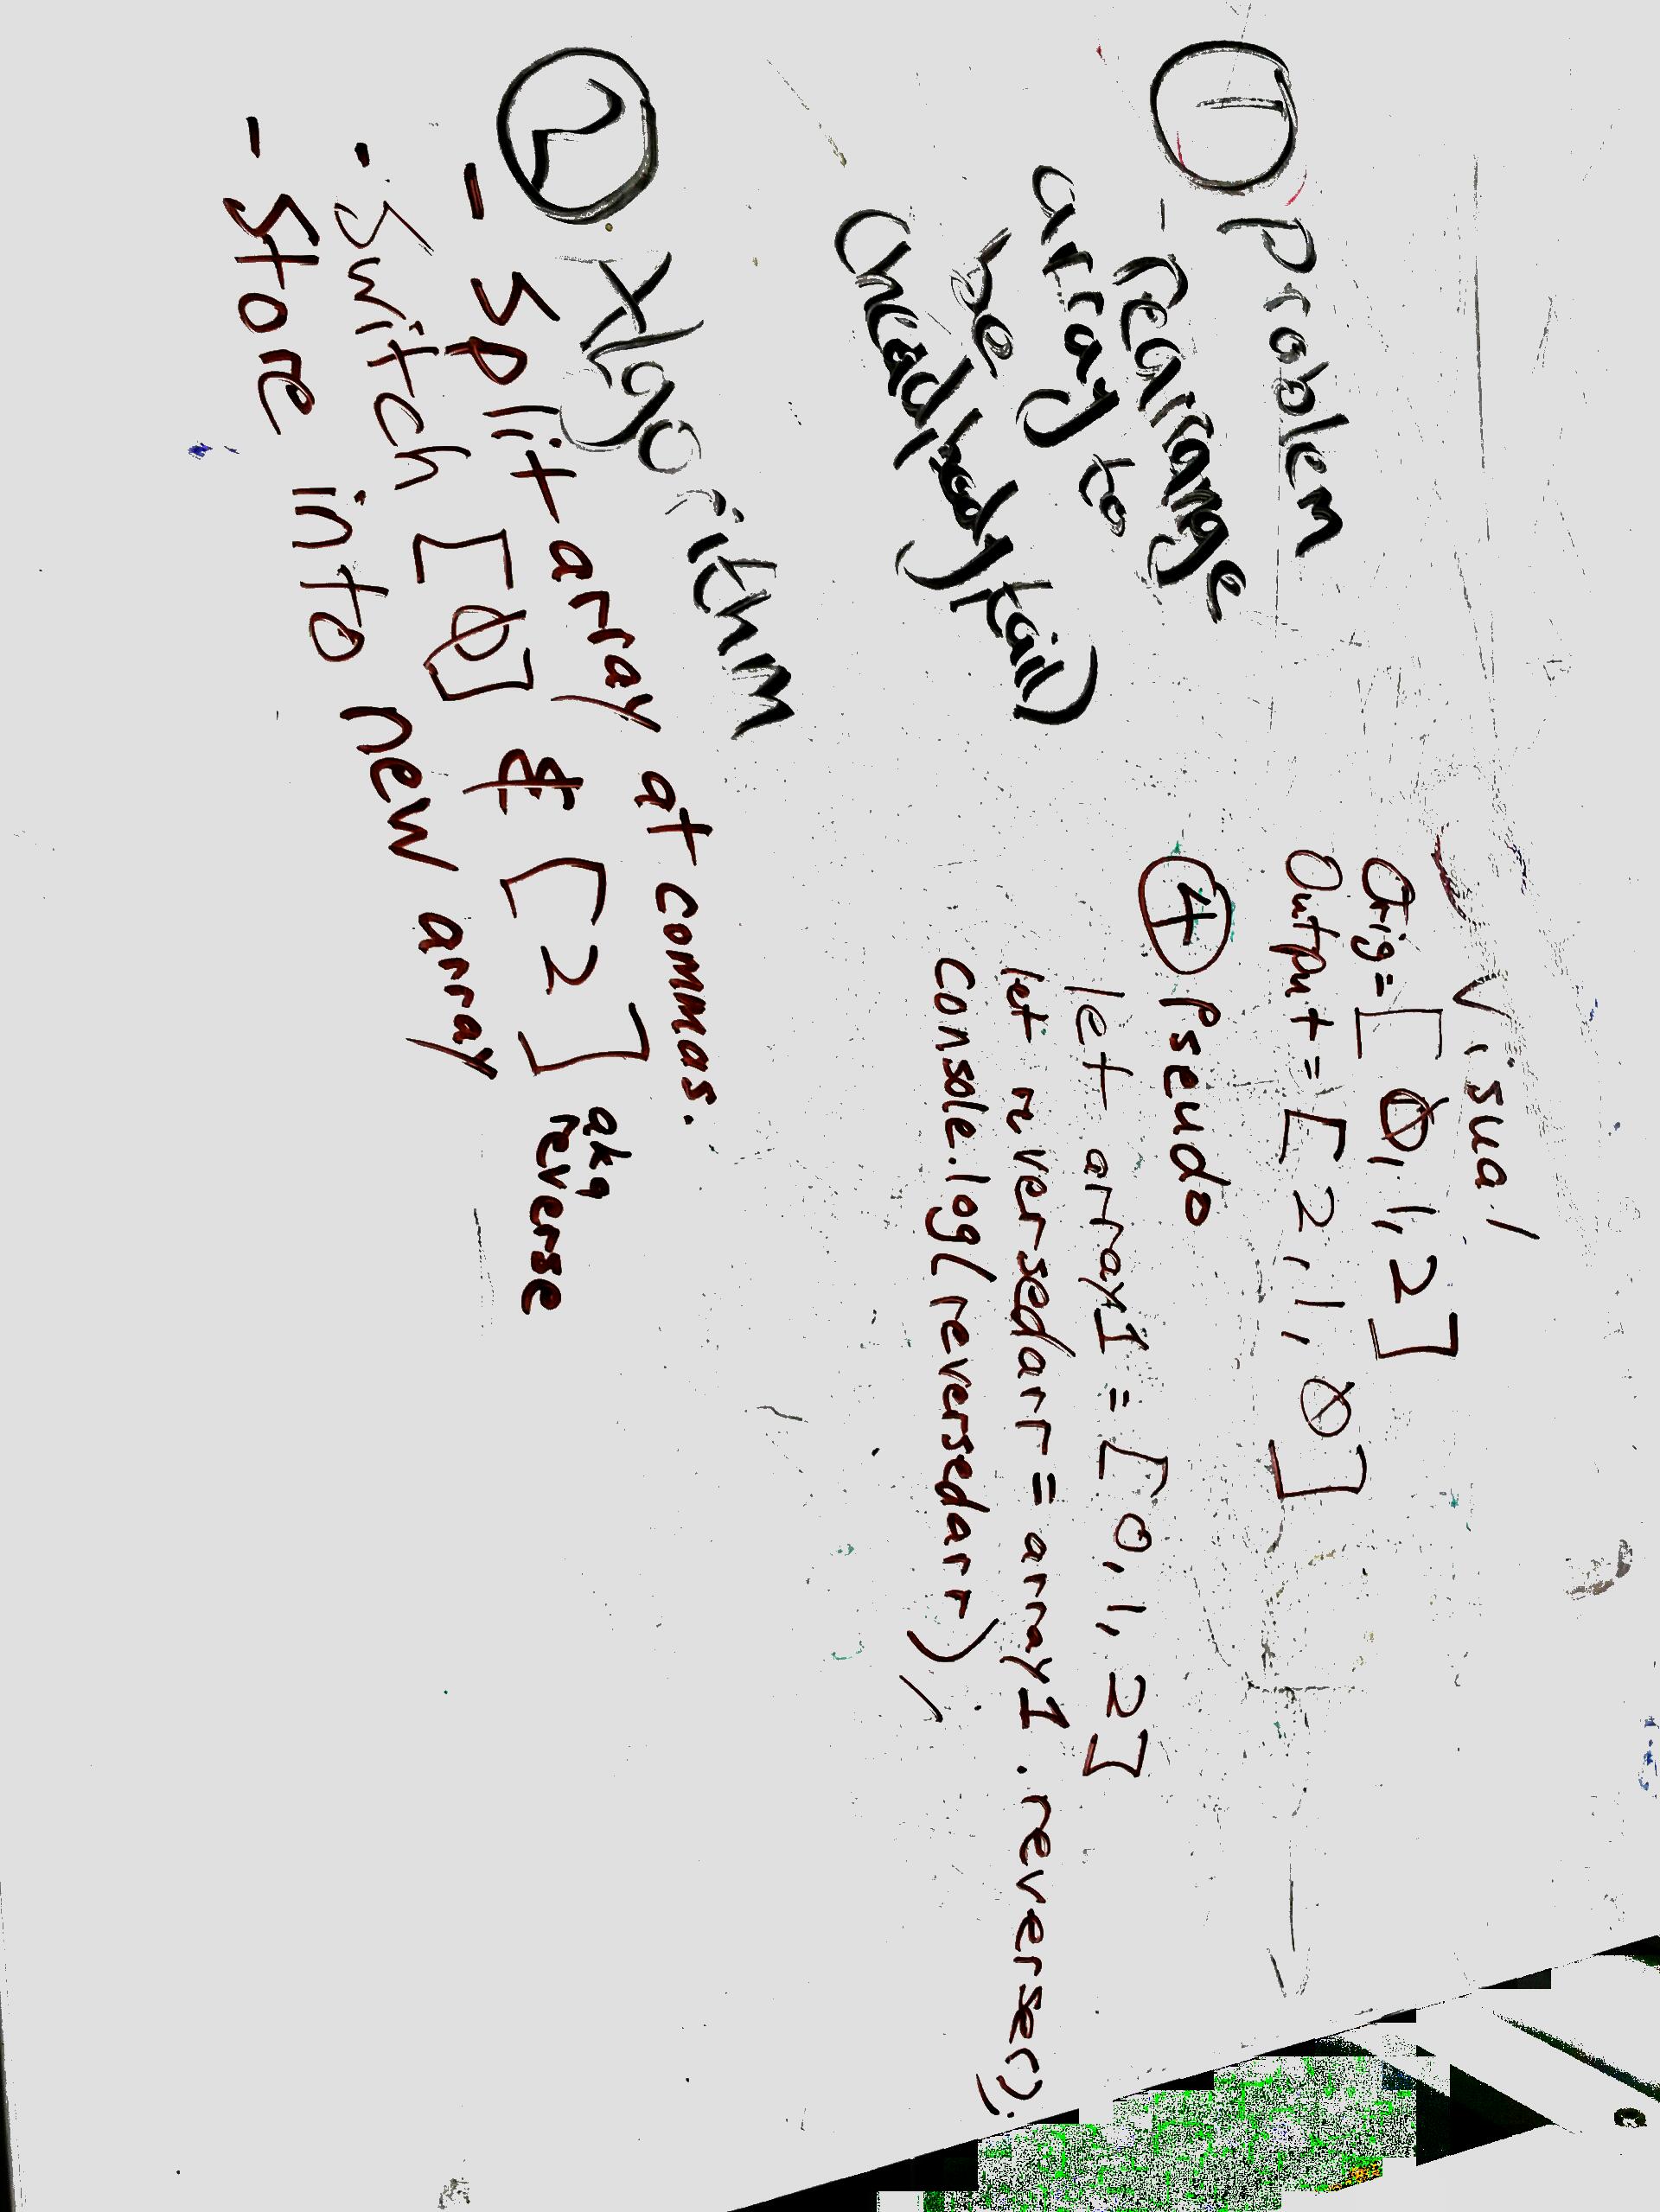 ① Problem
- Rearrange
array to
be
(head/body/tail)
② Algorithm
- split array at commas.
- Switch [0] & [2] aka
reverse
- Store into new array
Visual
Orig = [0, 1, 2]
Output = [2, 1, 0]
④ Pseudo
let array1 = [0, 1, 2]
let reversedarr = array1.reverse();
console.log(reversedarr);